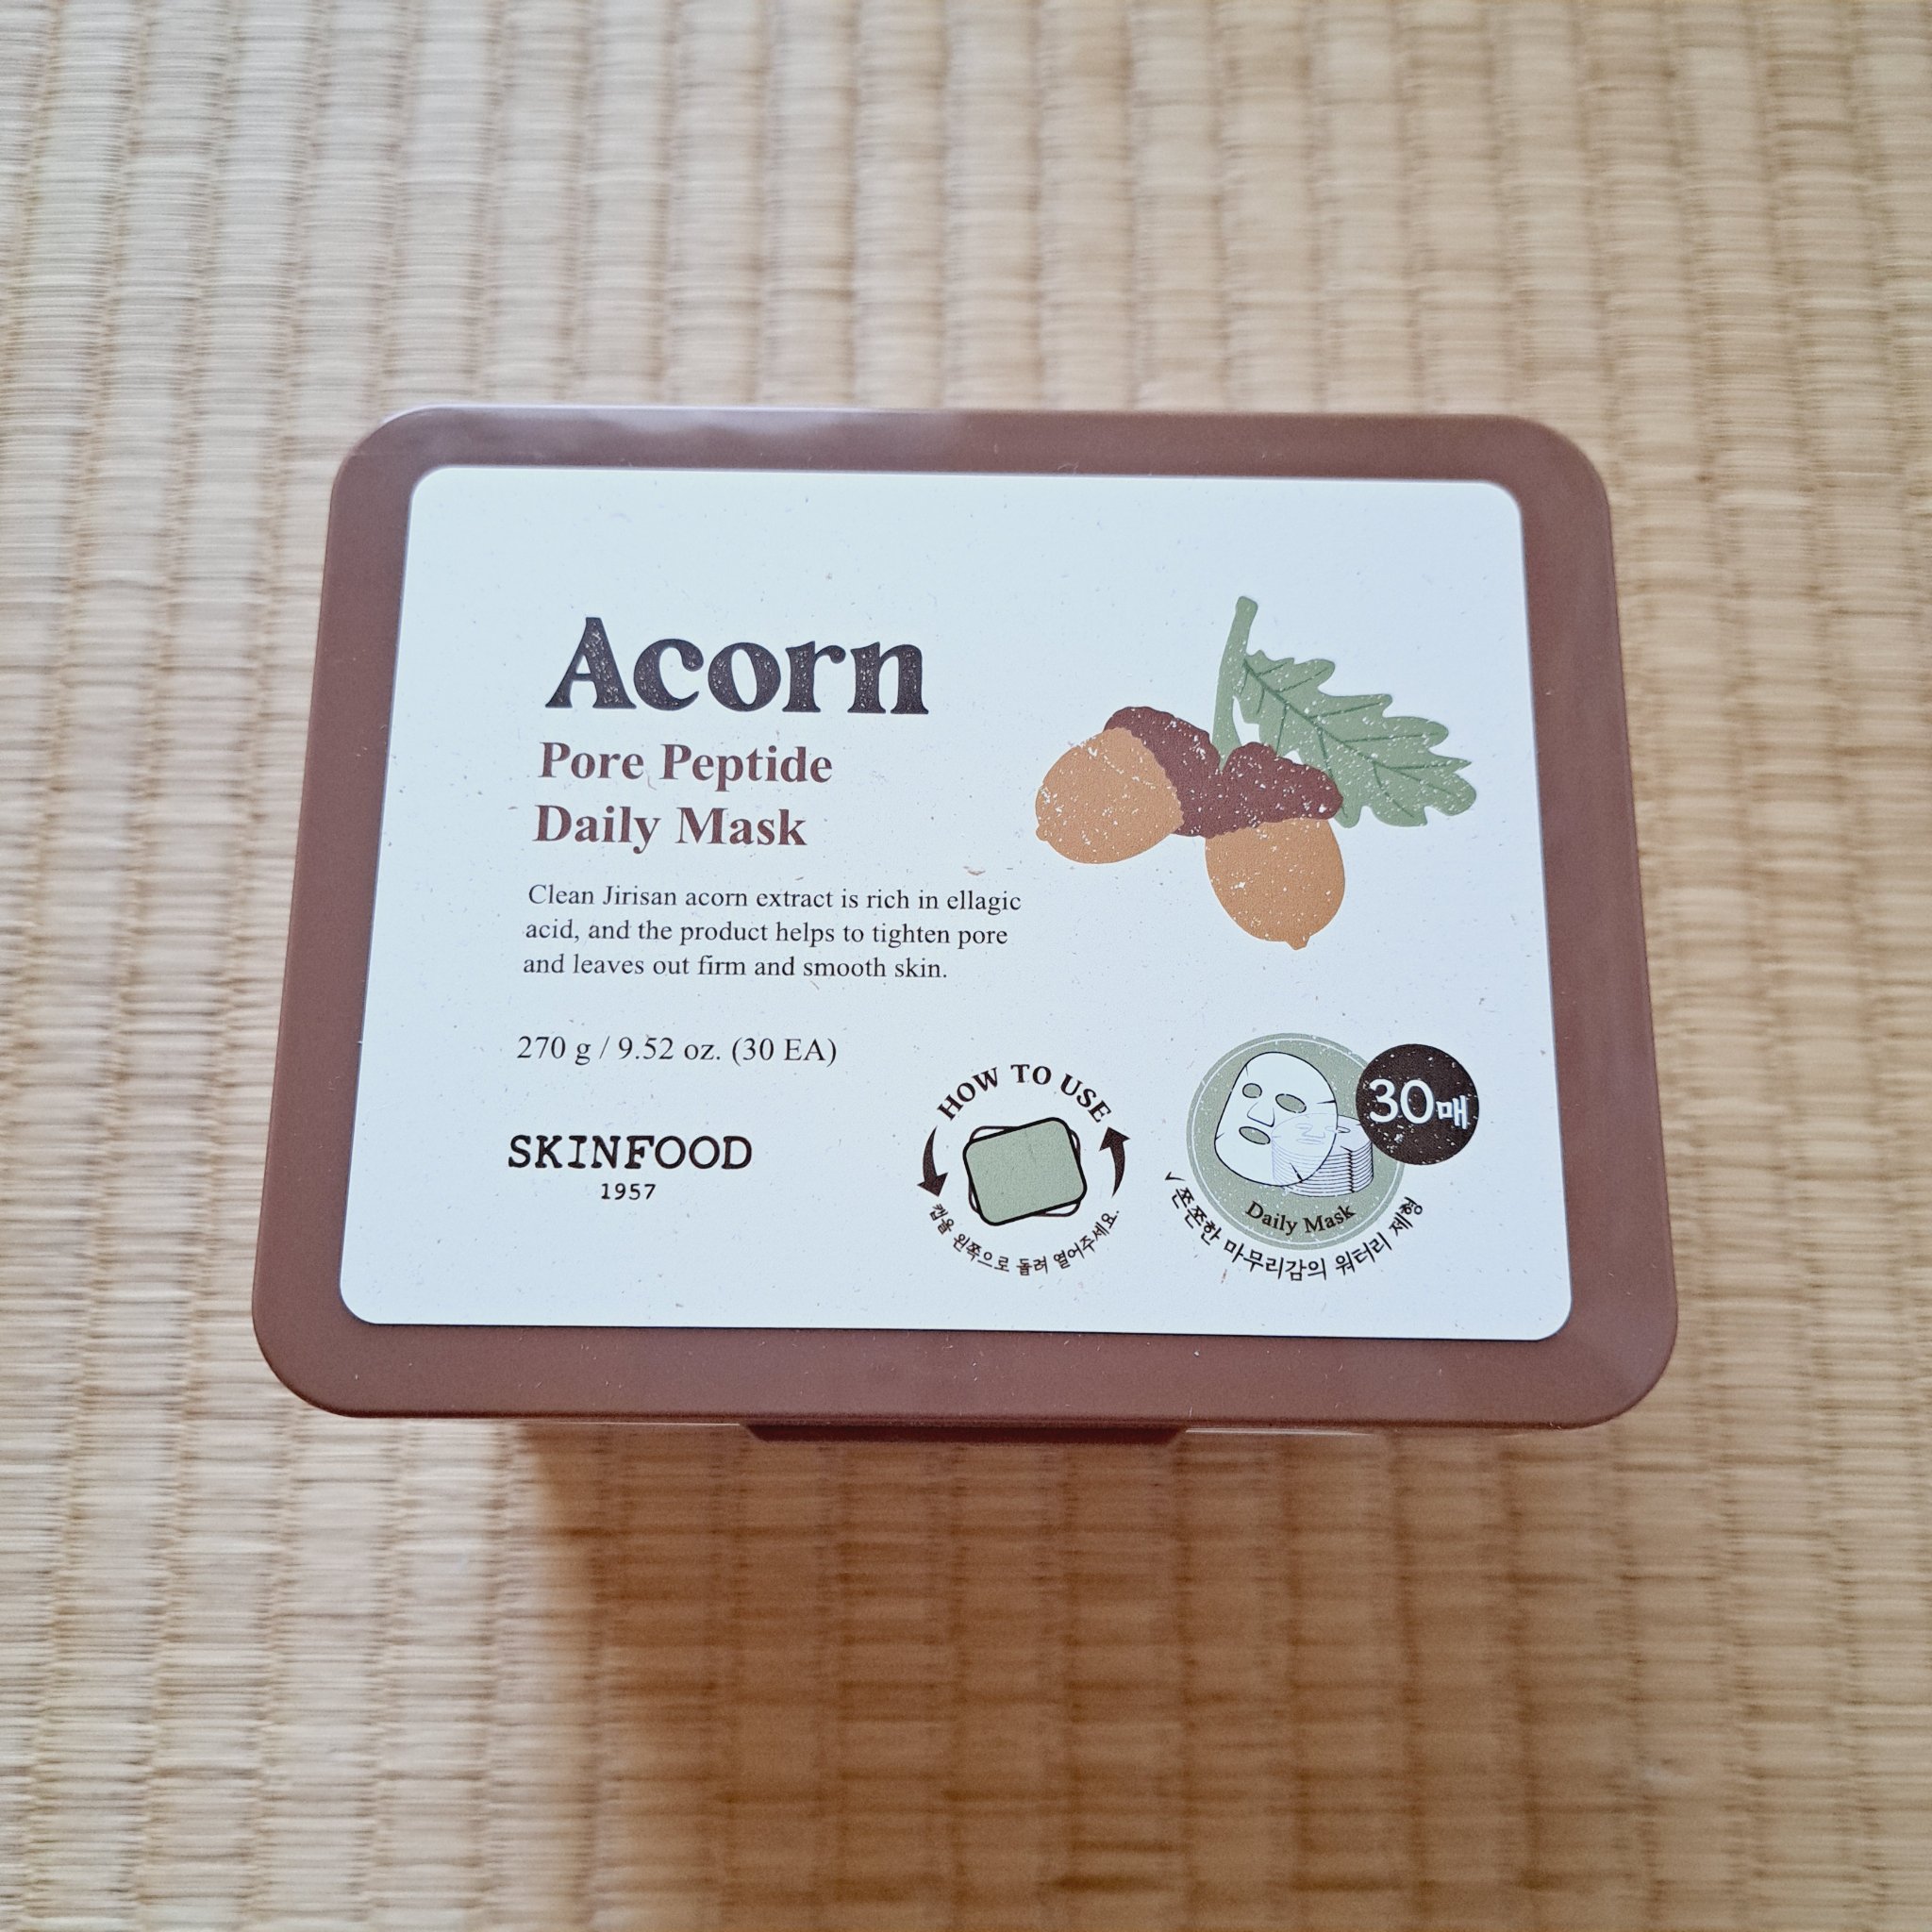 Acorn
Pore Peptide
Daily Mask
Clean Jirisan acorn extract is rich in ellagic
acid, and the product helps to tighten pore
and leaves out firm and smooth skin.
270 g / 9.52 oz. (30 EA)
SKINFOOD
1957
HOW TO USE
캡을 왼쪽으로 돌려 열어주세요.
30매
Daily Mask
✓쫀쫀한 마무리감의 워터리 제형